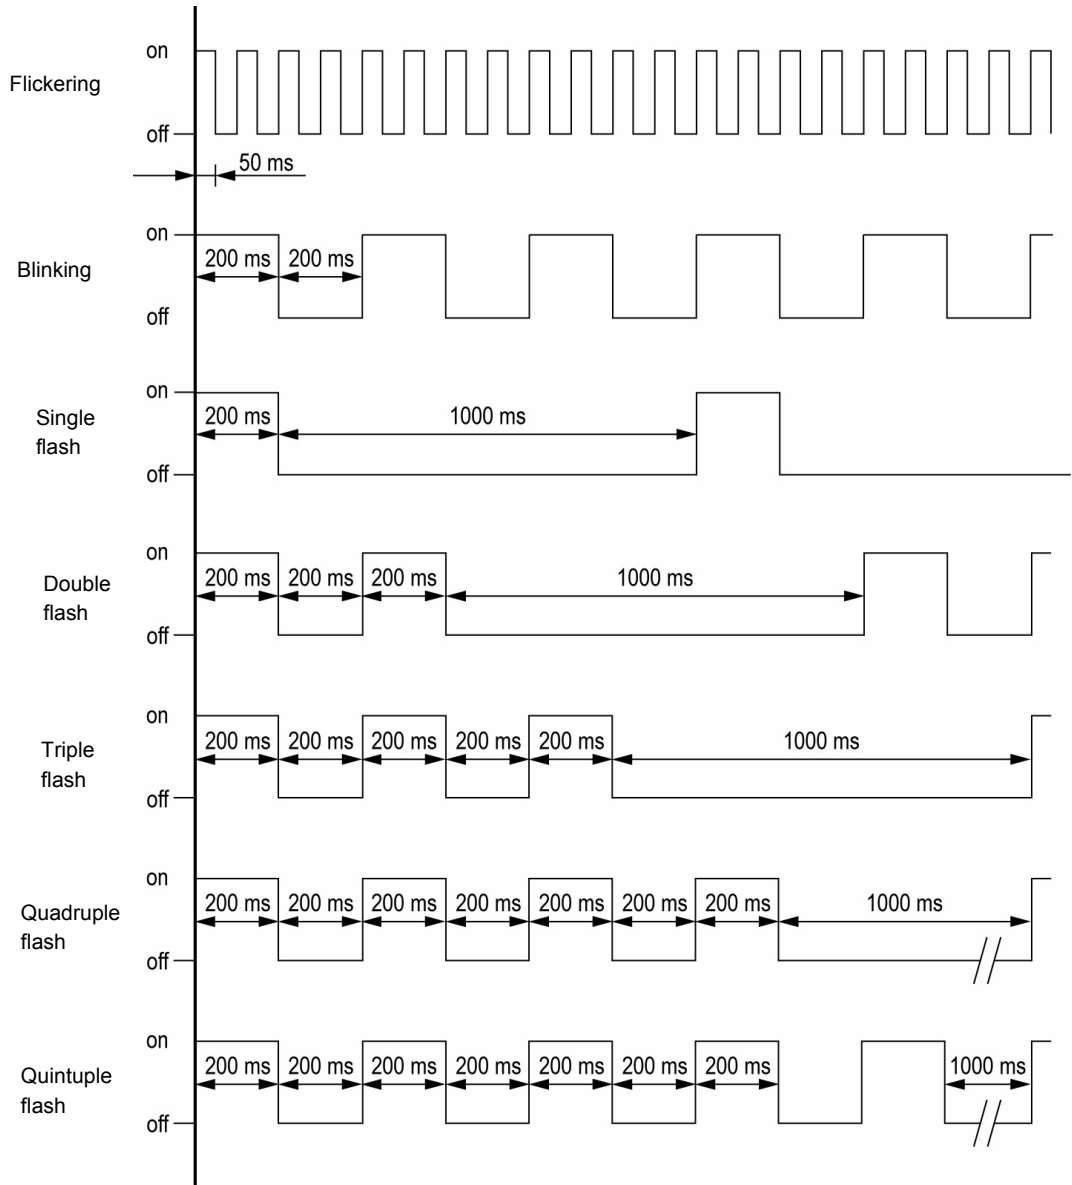 on
Flickering
off
50 ms
on
200 ms 200 ms
Blinking
off
on
Single
flash
200 ms 1000 ms
off
on
Double
flash
200 ms 200 ms 200 ms 1000 ms
off
on
Triple
flash
200 ms 200 ms 200 ms 200 ms 200 ms 1000 ms
off
on
Quadruple
flash
200 ms 200 ms 200 ms 200 ms 200 ms 200 ms 200 ms 1000 ms
off
on
Quintuple
flash
200 ms 200 ms 200 ms 200 ms 200 ms 200 ms 200 ms 1000 ms
off